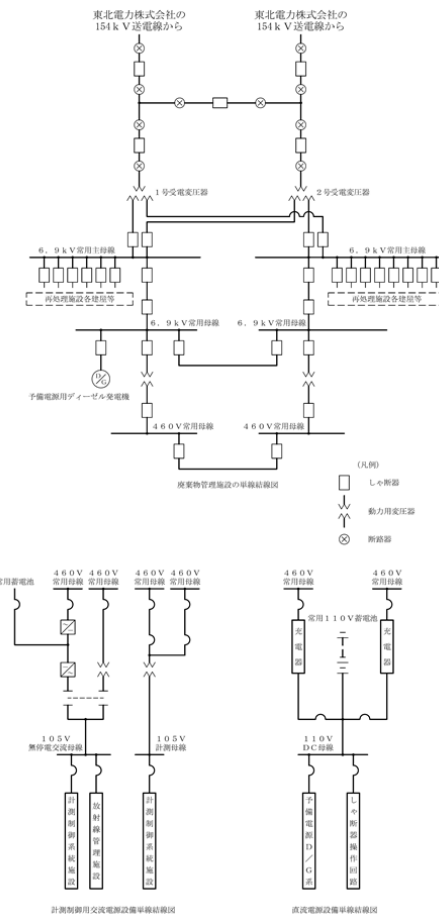 東北電力株式会社の
154kV送電線から
東北電力株式会社の
154kV送電線から
1号受電変圧器
2号受電変圧器
6．9kV常用主母線
6．9kV常用主母線
再処理施設各建屋等
再処理施設各建屋等
6．9kV常用母線
6．9kV常用母線
D/G
予備電源用ディーゼル発電機
460V常用母線
460V常用母線
廃棄物管理施設の単線結線図
(凡例)
しゃ断器
動力用変圧器
断路器
常用蓄電池
460V
常用母線
460V
常用母線
460V
常用母線
460V
常用母線
105V
無停電交流母線
105V
計測母線
計測制御系統施設
放射線管理施設
計測制御系統施設
計測制御用交流電源設備単線結線図
460V
常用母線
460V
常用母線
常用110V蓄電池
充電器
充電器
110V
DC母線
予備電源D／G系
しゃ断器操作回路
直流電源設備単線結線図